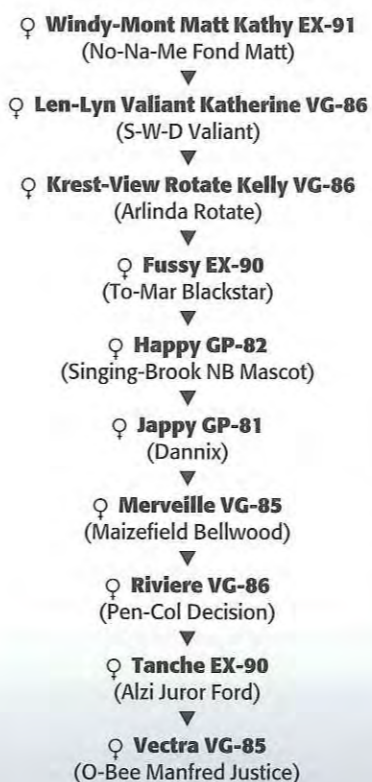 ♀ Windy-Mont Matt Kathy EX-91
(No-Na-Me Fond Matt)
▼
♀ Len-Lyn Valiant Katherine VG-86
(S-W-D Valiant)
▼
♀ Krest-View Rotate Kelly VG-86
(Arlinda Rotate)
▼
♀ Fussy EX-90
(To-Mar Blackstar)
▼
♀ Happy GP-82
(Singing-Brook NB Mascot)
▼
♀ Jappy GP-81
(Dannix)
▼
♀ Merveille VG-85
(Maizefield Bellwood)
▼
♀ Riviere VG-86
(Pen-Col Decision)
▼
♀ Tanche EX-90
(Alzi Juror Ford)
▼
♀ Vectra VG-85
(O-Bee Manfred Justice)